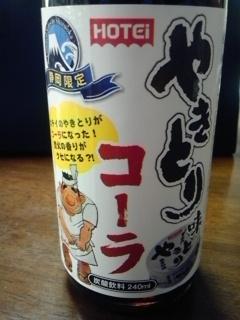 HOTEi
静岡限定
やきとり
味
コーラ
イのやきとりが
コーラになった!
炭火の香りが
クセになる?!
炭酸飲料 240ml